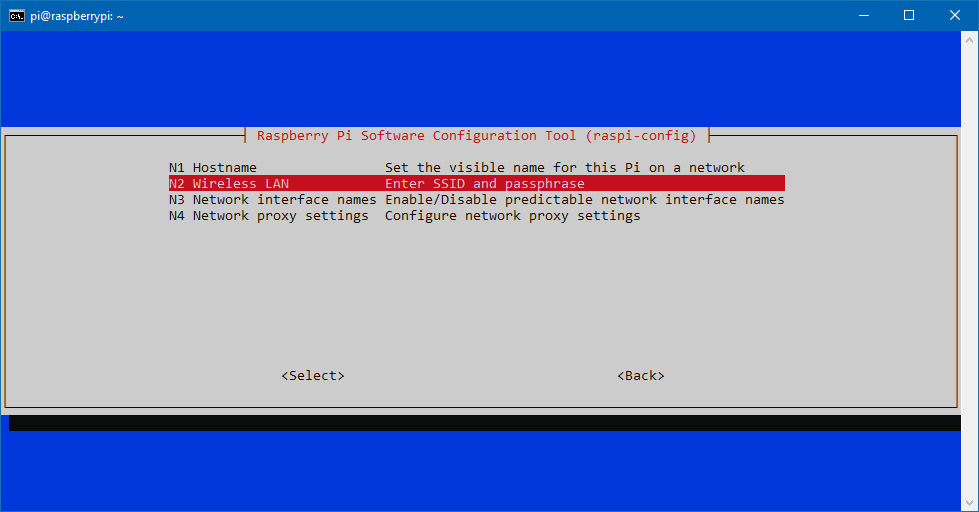 pi@raspberrypi: ~
Raspberry Pi Software Configuration Tool (raspi-config)
N1 Hostname Set the visible name for this Pi on a network
N2 Wireless LAN Enter SSID and passphrase
N3 Network interface names Enable/Disable predictable network interface names
N4 Network proxy settings Configure network proxy settings
<Select> <Back>